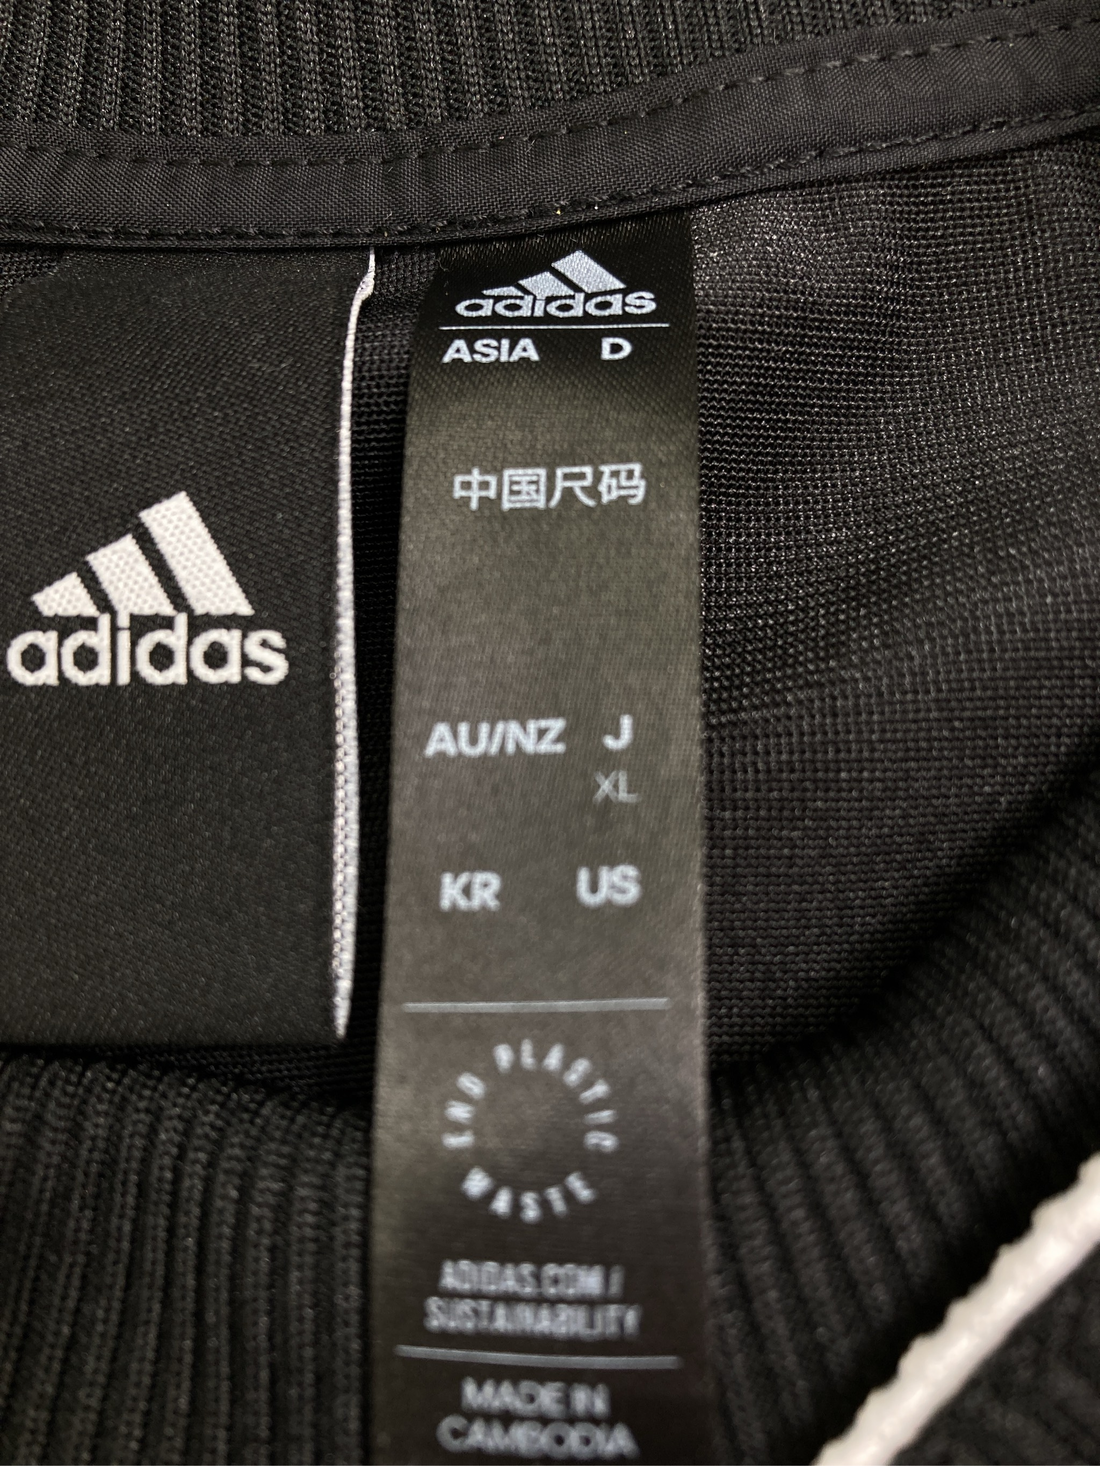 adidas
adidas
ASIA D
中国尺码
AU/NZ J
XL
KR US
END PLASTIC WASTE
ADIDAS.COM /
SUSTAINABILITY
MADE IN
CAMBODIA